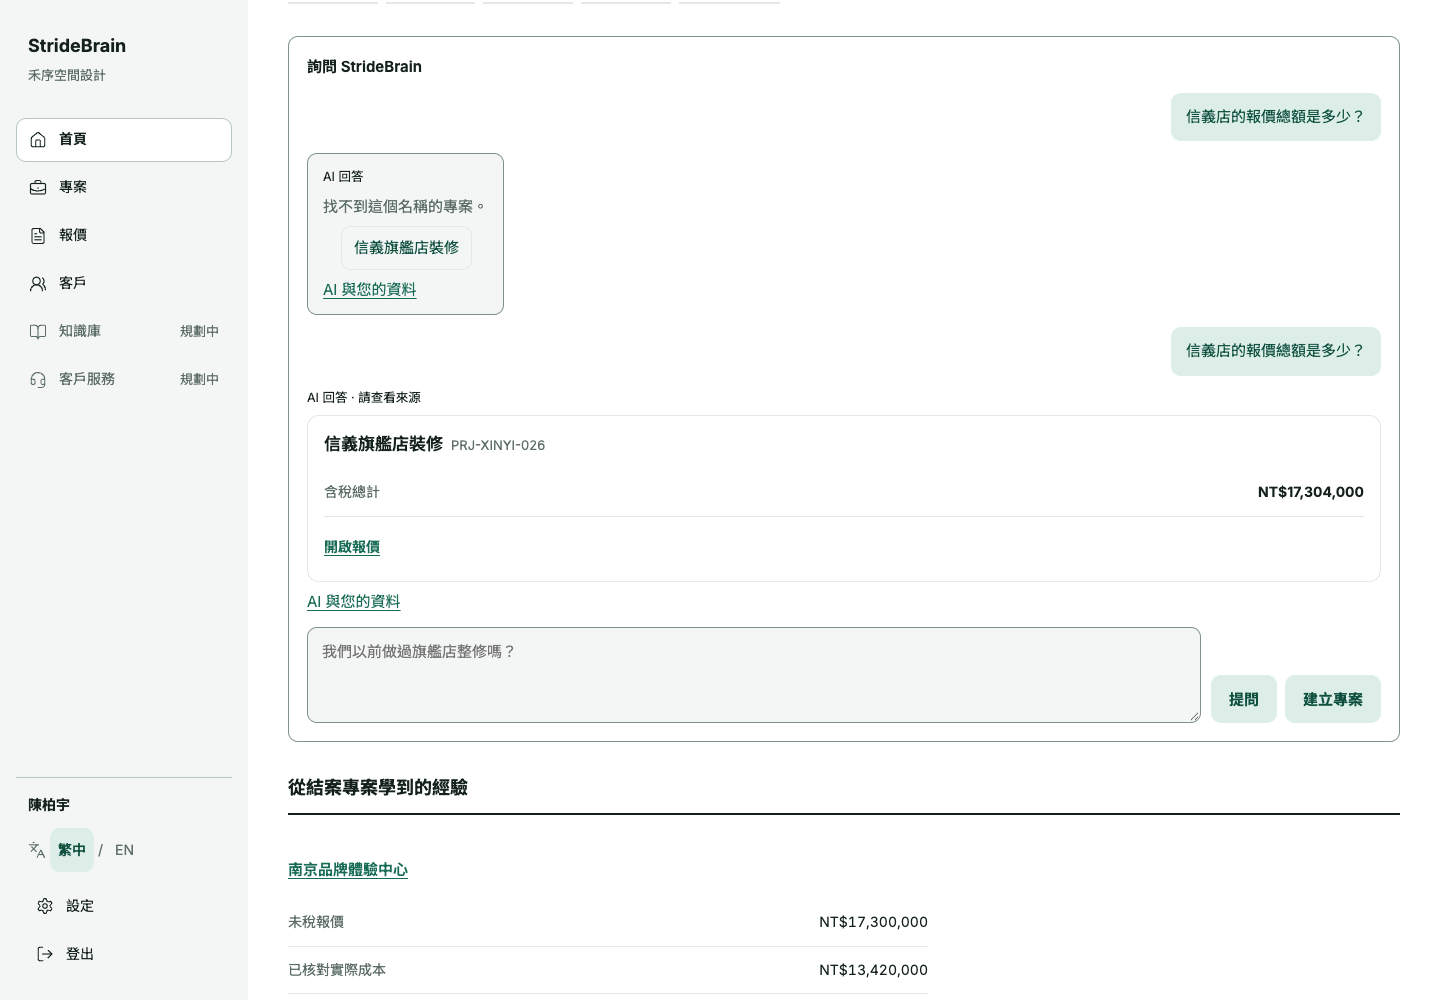 StrideBrain
禾序空間設計
首頁
專案
報價
客戶
知識庫 規劃中
客戶服務 規劃中
陳柏宇
繁中 / EN
設定
登出
詢問 StrideBrain
信義店的報價總額是多少？
AI 回答
找不到這個名稱的專案。
信義旗艦店裝修
AI 與您的資料
信義店的報價總額是多少？
AI 回答 · 請查看來源
信義旗艦店裝修 PRJ-XINYI-026
含稅總計 NT$17,304,000
開啟報價
AI 與您的資料
我們以前做過旗艦店整修嗎？
提問 建立專案
從結案專案學到的經驗
南京品牌體驗中心
未稅報價 NT$17,300,000
已核對實際成本 NT$13,420,000